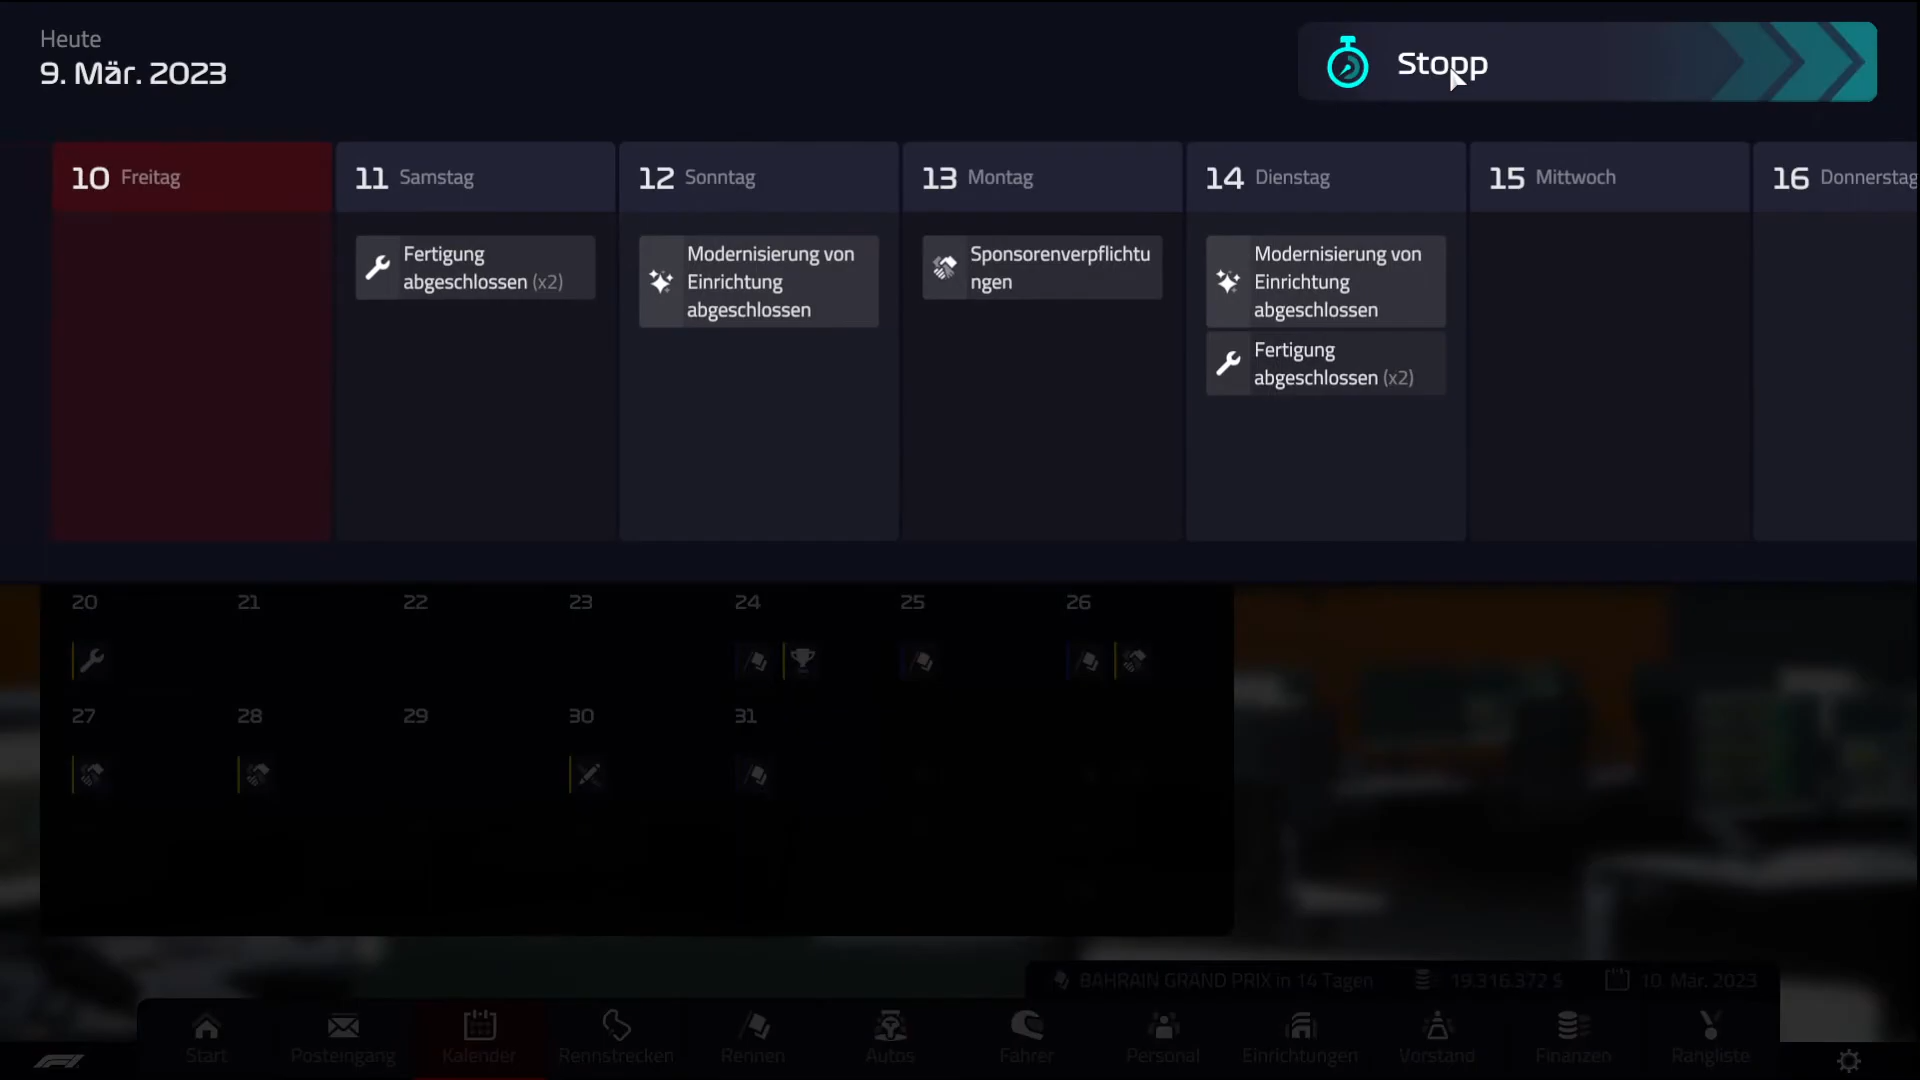 Heute
9. Mär. 2023
Stopp
10 Freitag
11 Samstag
12 Sonntag
13 Montag
14 Dienstag
15 Mittwoch
16 Donnerstag
Fertigung
abgeschlossen (x2)
Modernisierung von
Einrichtung
abgeschlossen
Sponsorenverpflichtu
ngen
Modernisierung von
Einrichtung
abgeschlossen
Fertigung
abgeschlossen (x2)
20 21 22 23 24 25 26
27 28 29 30 31
BAHRAIN GRAND PRIX in 14 Tagen
19.316.372 $
10. Mär. 2023
Start
Posteingang
Kalender
Rennstrecken
Rennen
Autos
Fahrer
Personal
Einrichtungen
Vorstand
Finanzen
Rangliste